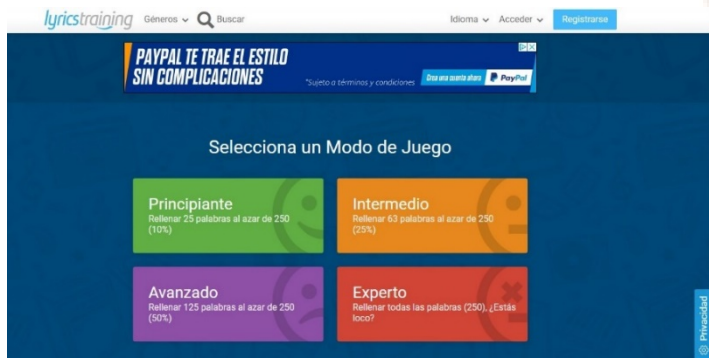 lyricstraining Géneros Buscar Idioma Acceder Registrarse
PAYPAL TE TRAE EL ESTILO
SIN COMPLICACIONES
*Sujeto a términos y condiciones Crea una cuenta ahora PayPal
Selecciona un Modo de Juego
Principiante
Rellenar 25 palabras al azar de 250
(10%)
Intermedio
Rellenar 63 palabras al azar de 250
(25%)
Avanzado
Rellenar 125 palabras al azar de 250
(50%)
Experto
Rellenar todas las palabras (250), ¿Estás
loco?
Privacidad